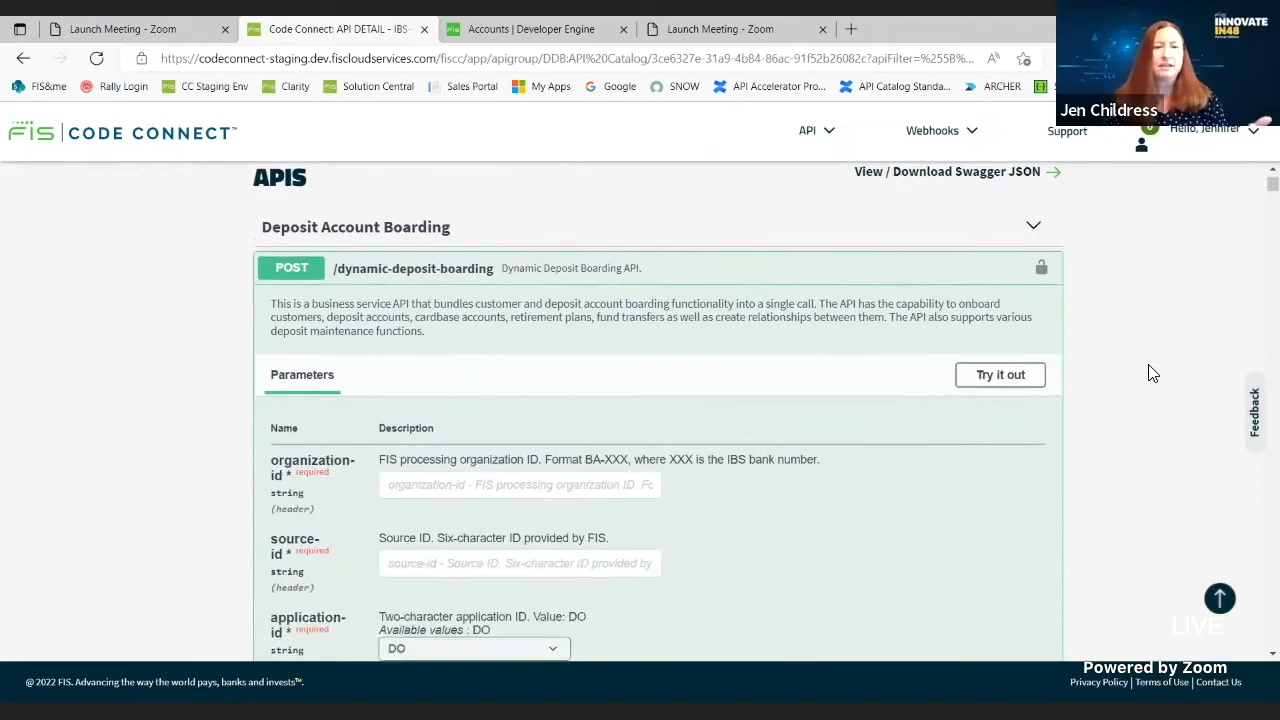 Launch Meeting - Zoom
Code Connect: API DETAIL - IBS-
Accounts | Developer Engine
Launch Meeting - Zoom
https://codeconnect-staging.dev.fiscloudservices.com/
/apigroup/DDB:API%20Catalog/3ce6327e-31a9-4b84-86ac-91f52b26082c?apiFilter=%255B%...
FIS&me
Rally Login
CC Staging Env
Clarity
Solution Central
Sales Portal
My Apps
Google
SNOW
API Accelerator Pro...
API Catalog Standa...
ARCHER
INNOVATE
IN48
Jen Childress
FIS | CODE CONNECT™
API
Webhooks
Support
Hello, Jennifer
APIS
View / Download Swagger JSON
Deposit Account Boarding
POST /dynamic-deposit-boarding Dynamic Deposit Boarding API.
This is a business service API that bundles customer and deposit account boarding functionality into a single call. The API has the capability to onboard
customers, deposit accounts, cardbase accounts, retirement plans, fund transfers as well as create relationships between them. The API also supports various
deposit maintenance functions.
Parameters
Try it out
Name Description
organization-
id * required
string
(header)
FIS processing organization ID. Format BA-XXX, where XXX is the IBS bank number.
organization-id - FIS processing organization ID. Fo
source-
id * required
string
(header)
Source ID. Six-character ID provided by FIS.
source-id - Source ID. Six-character ID provided by
application-
id * required
string
Two-character application ID. Value: DO
Available values : DO
DO
Feedback
LIVE
Powered by Zoom
@ 2022 FIS. Advancing the way the world pays, banks and invests℠.
Privacy Policy | Terms of Use | Contact Us